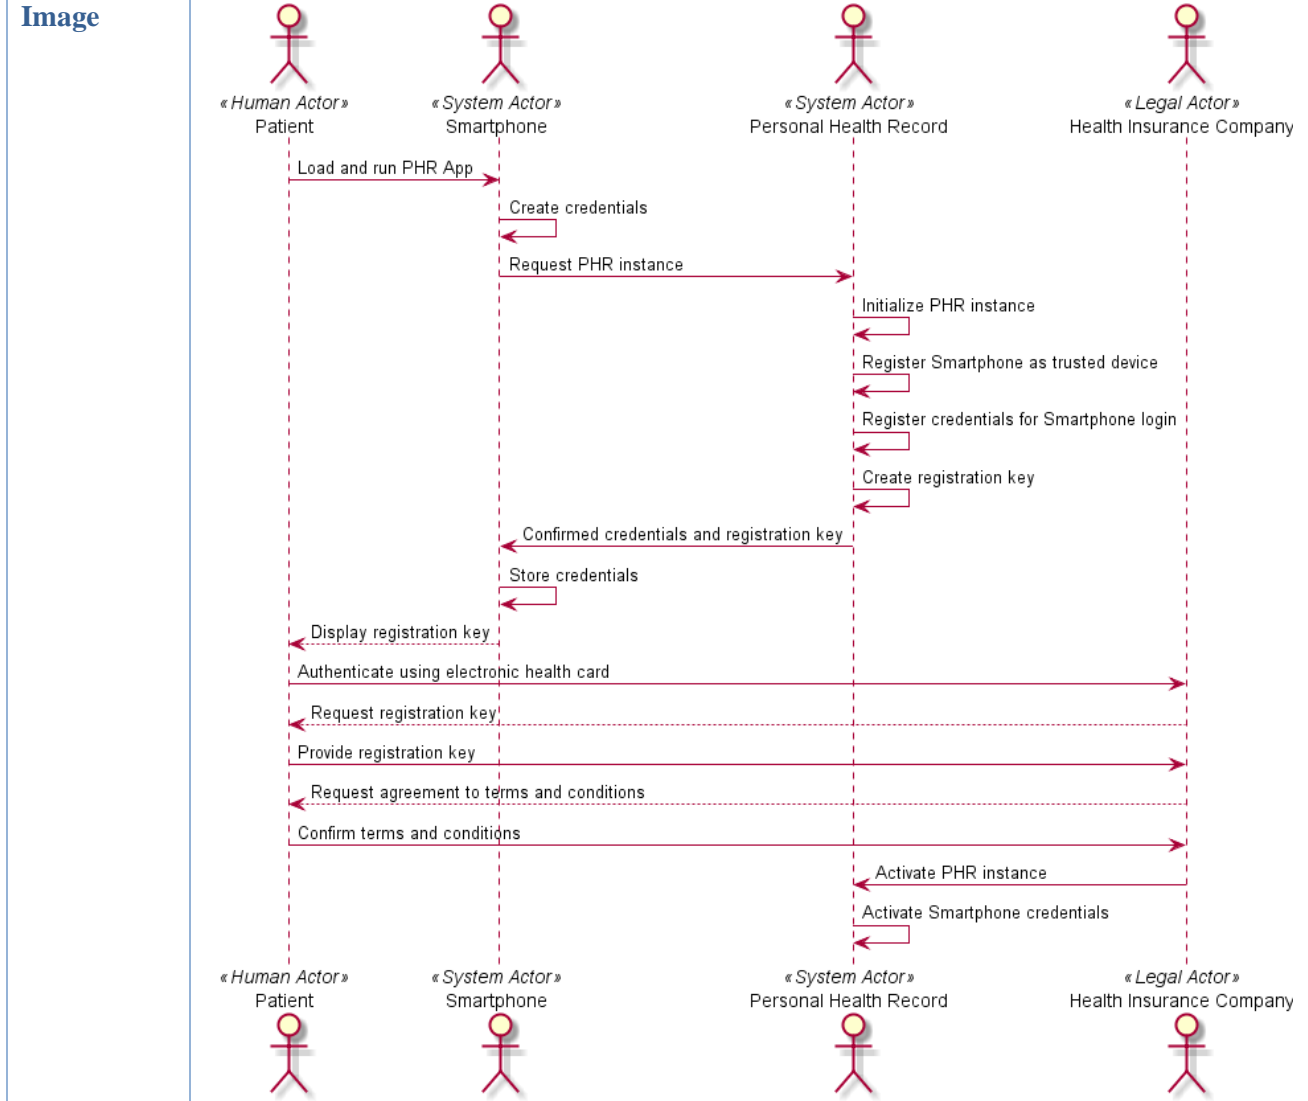 Image
«Human Actor»
Patient
«System Actor»
Smartphone
«System Actor»
Personal Health Record
«Legal Actor»
Health Insurance Company
Load and run PHR App
Create credentials
Request PHR instance
Initialize PHR instance
Register Smartphone as trusted device
Register credentials for Smartphone login
Create registration key
Confirmed credentials and registration key
Store credentials
Display registration key
Authenticate using electronic health card
Request registration key
Provide registration key
Request agreement to terms and conditions
Confirm terms and conditions
Activate PHR instance
Activate Smartphone credentials
«Human Actor»
Patient
«System Actor»
Smartphone
«System Actor»
Personal Health Record
«Legal Actor»
Health Insurance Company